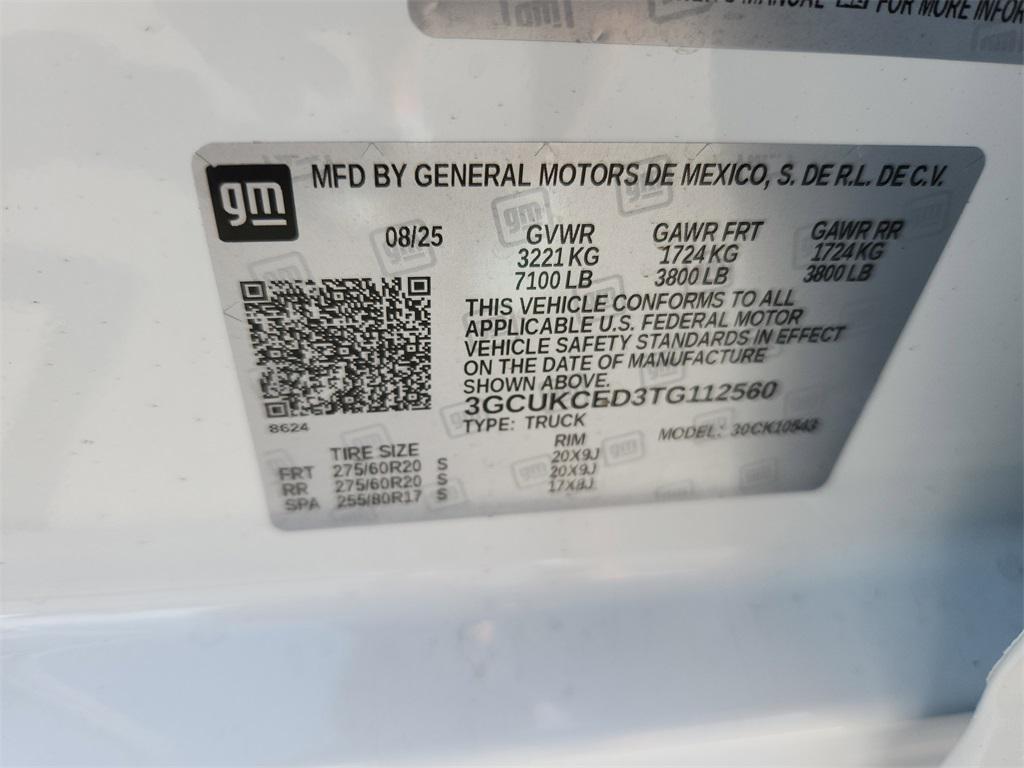 MANUAL FOR MORE INFOR
gm
MFD BY GENERAL MOTORS DE MEXICO, S. DE R.L. DE C.V.
08/25 GVWR GAWR FRT GAWR RR
3221 KG 1724 KG 1724 KG
7100 LB 3800 LB 3800 LB
THIS VEHICLE CONFORMS TO ALL
APPLICABLE U.S. FEDERAL MOTOR
VEHICLE SAFETY STANDARDS IN EFFECT
ON THE DATE OF MANUFACTURE
SHOWN ABOVE.
3GCUKCED3TG112560
8624
TYPE: TRUCK MODEL: 30CK10543
TIRE SIZE RIM
FRT 275/60R20 S 20X9J
RR 275/60R20 S 20X9J
SPA 255/80R17 S 17X8J